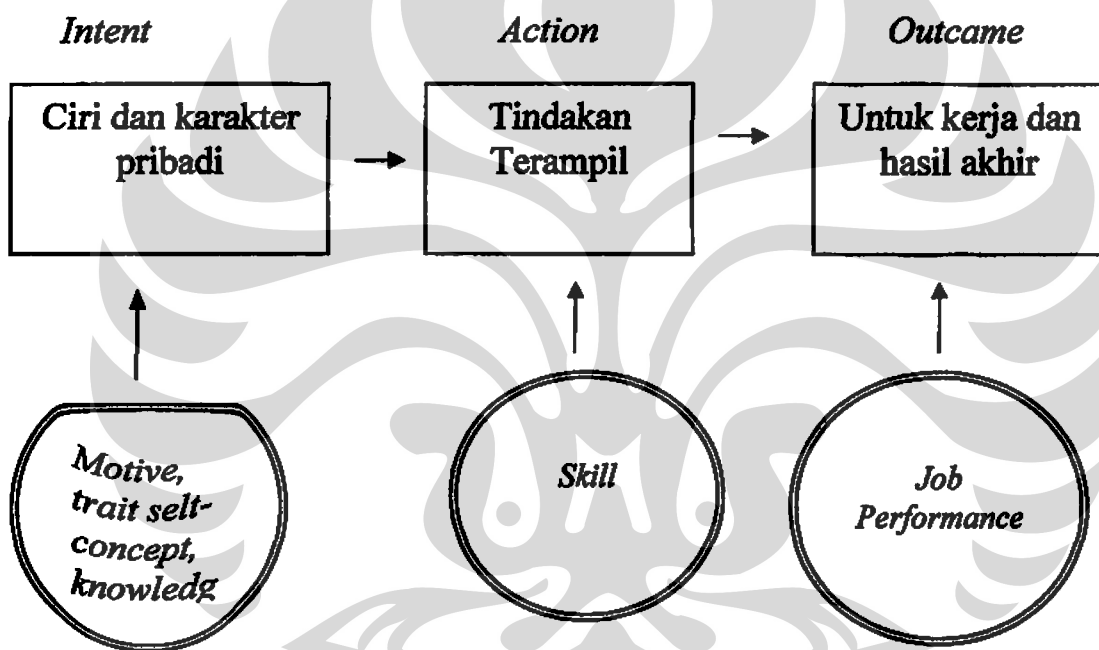 Intent
Action
Outcame
Ciri dan karakter
pribadi
Tindakan
Terampil
Untuk kerja dan
hasil akhir
Motive,
trait selt-
concept,
knowledg
Skill
Job
Performance